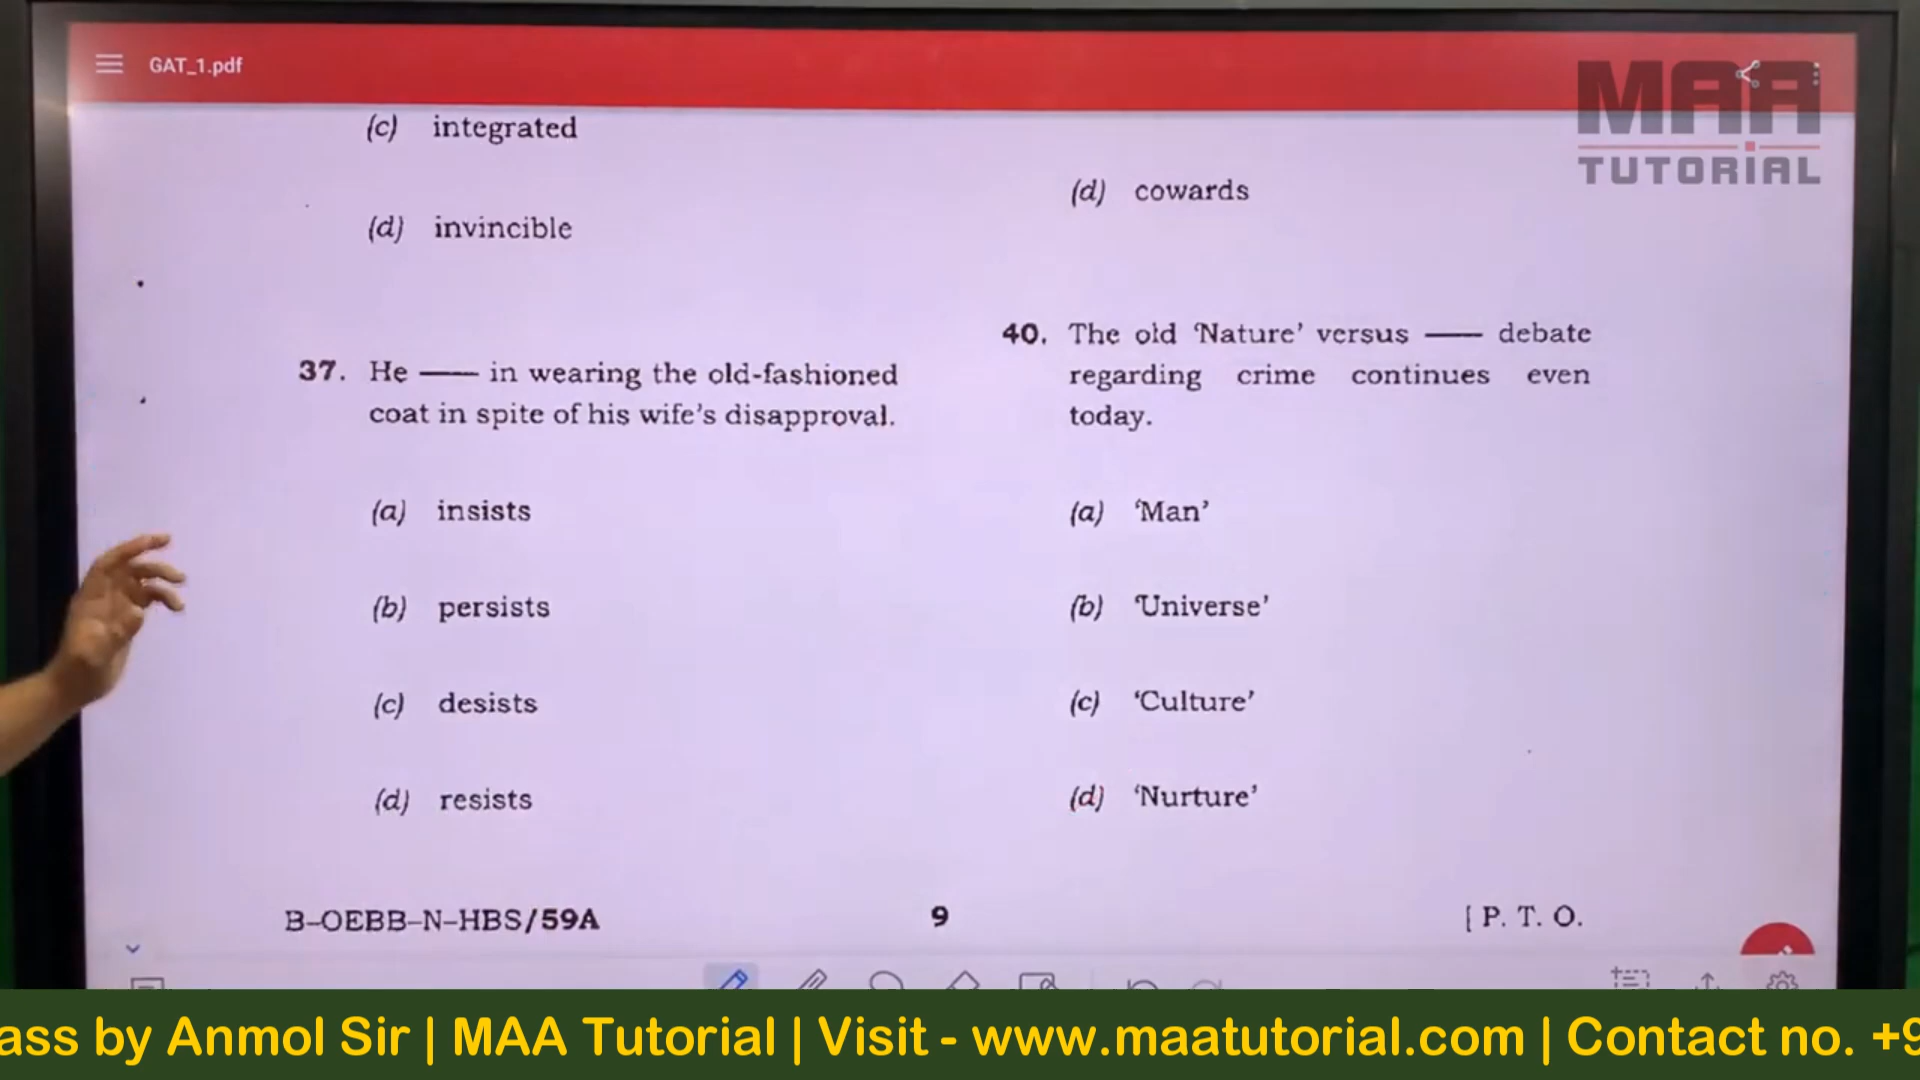 GAT_1.pdf
MAA
TUTORIAL
(c) integrated
(d) invincible
37. He —— in wearing the old-fashioned
coat in spite of his wife's disapproval.
(a) insists
(b) persists
(c) desists
(d) resists
(d) cowards
40. The old 'Nature' versus —— debate
regarding crime continues even
today.
(a) 'Man'
(b) 'Universe'
(c) 'Culture'
(d) 'Nurture'
B–OEBB–N–HBS/59A 9 [ P. T. O.
ass by Anmol Sir | MAA Tutorial | Visit - www.maatutorial.com | Contact no. +9